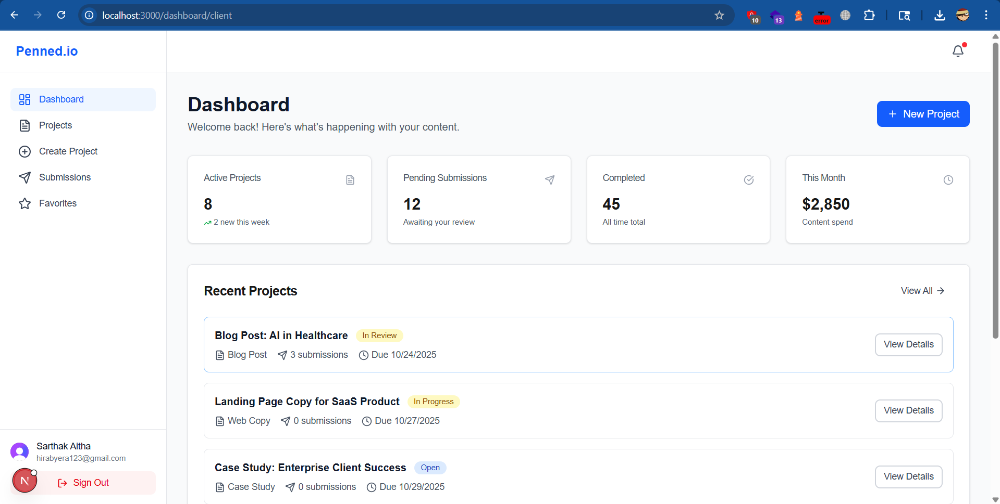 localhost:3000/dashboard/client
10
13
error
Penned.io
Dashboard
Projects
Create Project
Submissions
Favorites
Sarthak Aitha
hirabyera123@gmail.com
N
Sign Out
Dashboard
Welcome back! Here's what's happening with your content.
+ New Project
Active Projects
8
2 new this week
Pending Submissions
12
Awaiting your review
Completed
45
All time total
This Month
$2,850
Content spend
Recent Projects
View All →
Blog Post: AI in Healthcare In Review
Blog Post 3 submissions Due 10/24/2025
View Details
Landing Page Copy for SaaS Product In Progress
Web Copy 0 submissions Due 10/27/2025
View Details
Case Study: Enterprise Client Success Open
Case Study 0 submissions Due 10/29/2025
View Details